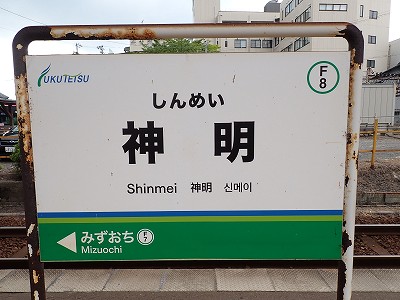 FUKUTETSU
F
8
しんめい
神明
Shinmei 神明 신메이
みずおち F7
Mizuochi